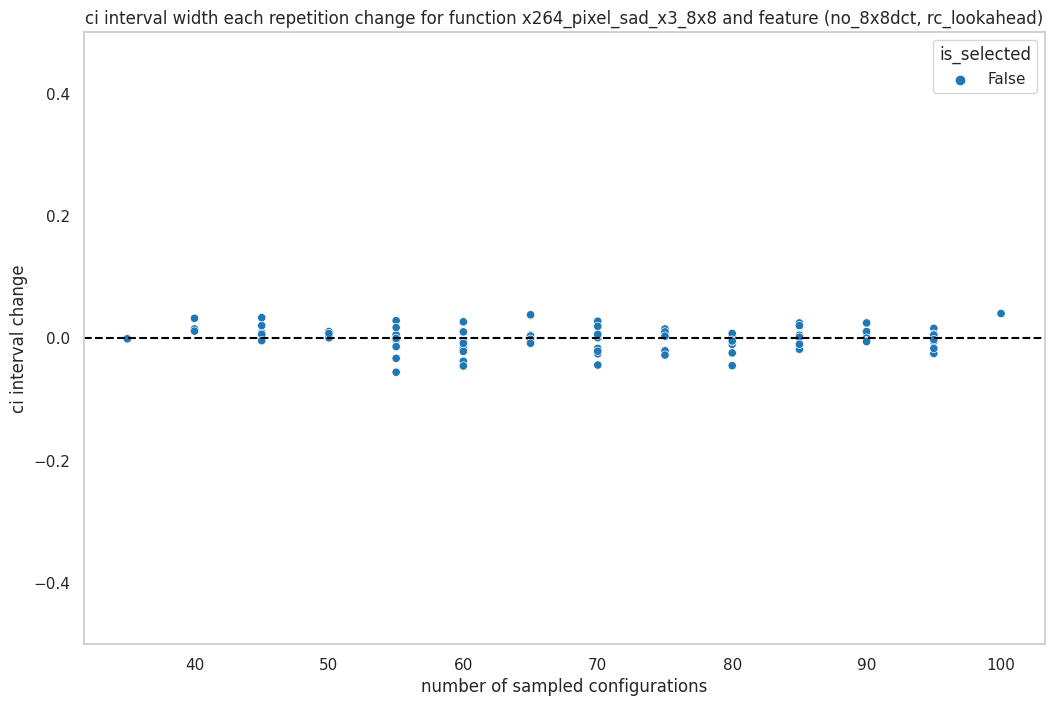 ci interval width each repetition change for function x264_pixel_sad_x3_8x8 and feature (no_8x8dct, rc_lookahead)
is_selected
False
0.4
0.2
0.0
−0.2
−0.4
ci interval change
40 50 60 70 80 90 100
number of sampled configurations